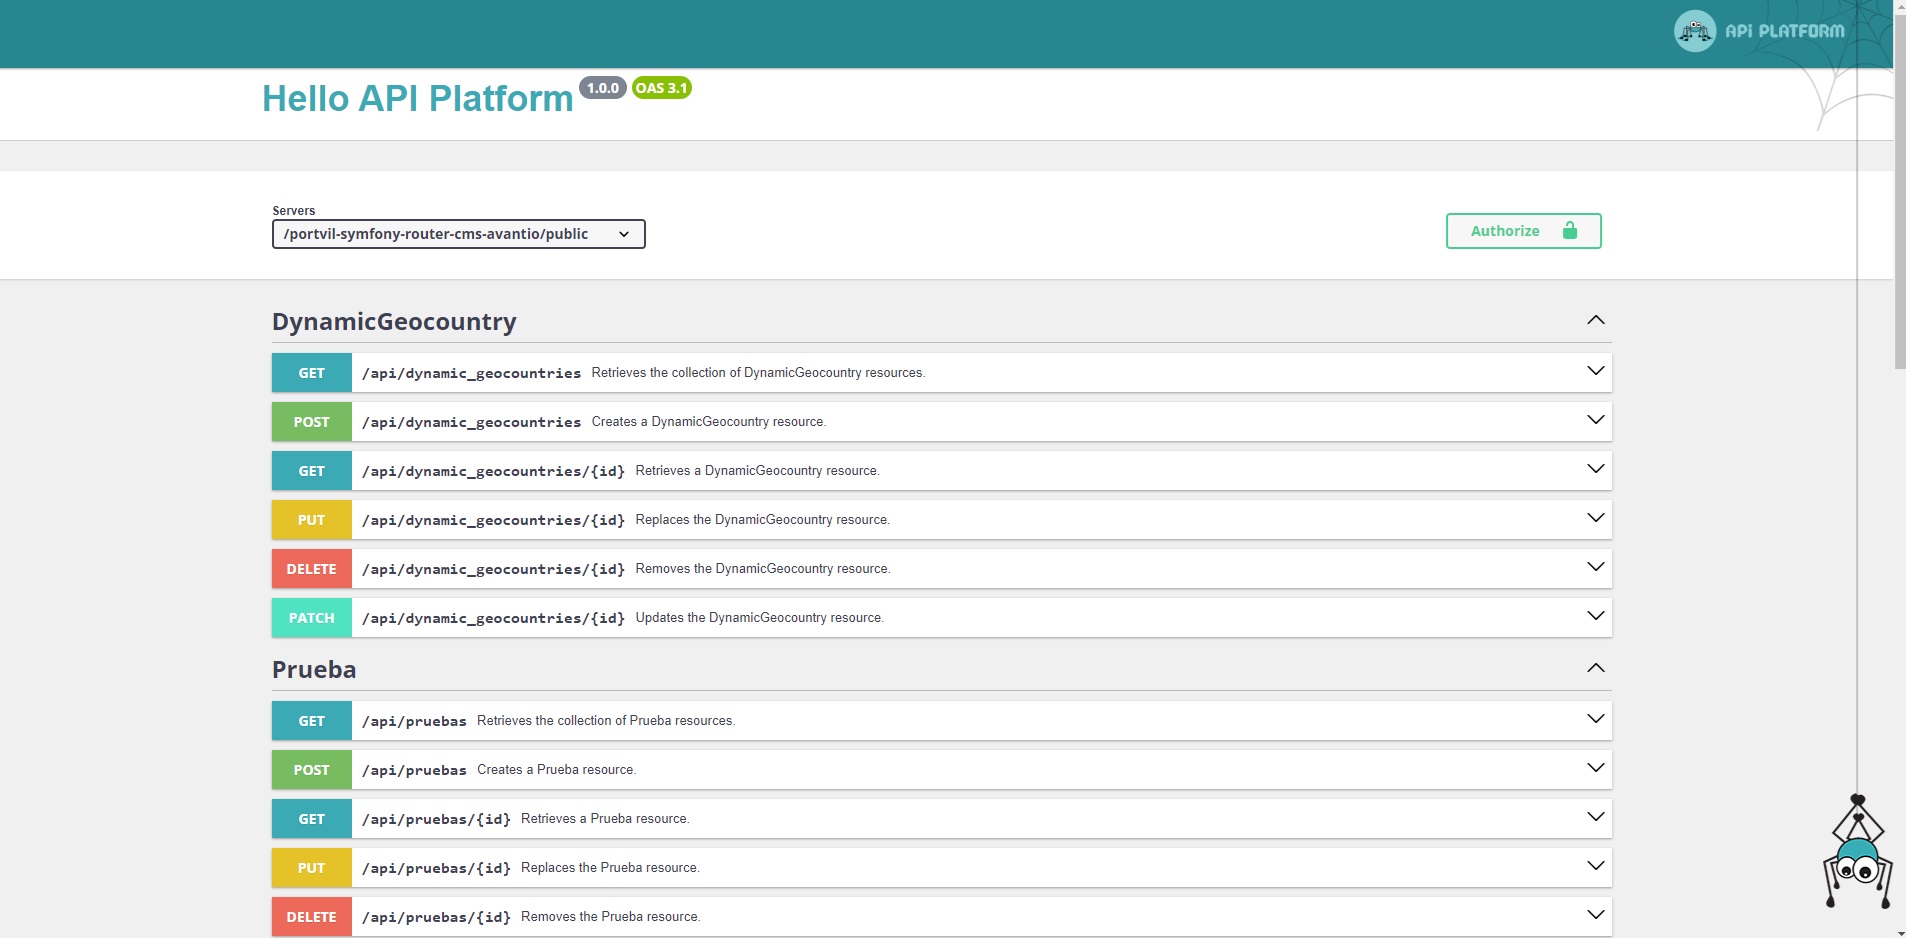 API PLATFORM
Hello API Platform 1.0.0 OAS 3.1
Servers
/portvil-symfony-router-cms-avantio/public
Authorize
DynamicGeocountry
GET /api/dynamic_geocountries Retrieves the collection of DynamicGeocountry resources.
POST /api/dynamic_geocountries Creates a DynamicGeocountry resource.
GET /api/dynamic_geocountries/{id} Retrieves a DynamicGeocountry resource.
PUT /api/dynamic_geocountries/{id} Replaces the DynamicGeocountry resource.
DELETE /api/dynamic_geocountries/{id} Removes the DynamicGeocountry resource.
PATCH /api/dynamic_geocountries/{id} Updates the DynamicGeocountry resource.
Prueba
GET /api/pruebas Retrieves the collection of Prueba resources.
POST /api/pruebas Creates a Prueba resource.
GET /api/pruebas/{id} Retrieves a Prueba resource.
PUT /api/pruebas/{id} Replaces the Prueba resource.
DELETE /api/pruebas/{id} Removes the Prueba resource.